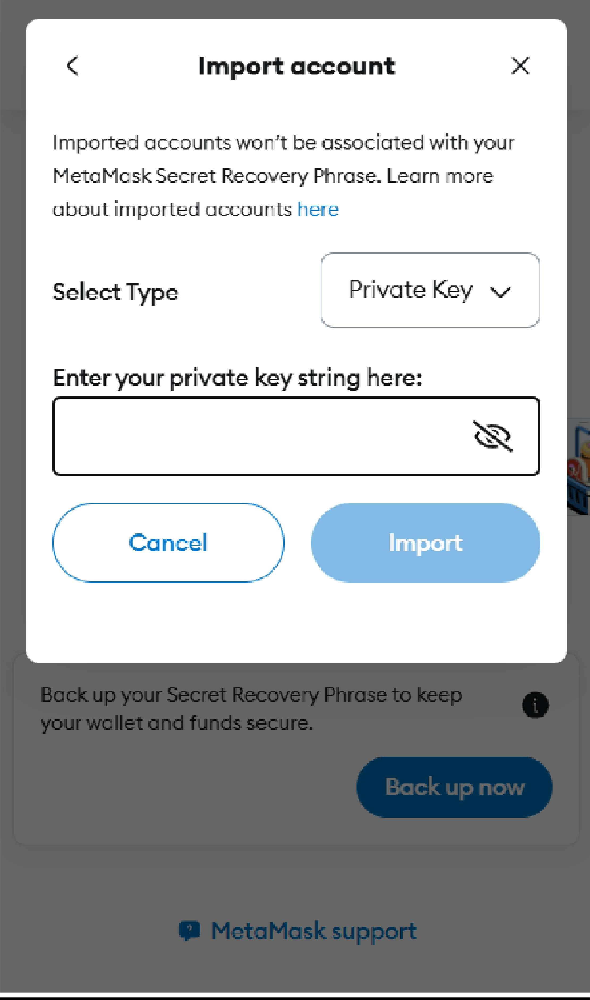 Import account
Imported accounts won't be associated with your
MetaMask Secret Recovery Phrase. Learn more
about imported accounts here
Select Type
Private Key
Enter your private key string here:
Cancel
Import
Back up your Secret Recovery Phrase to keep
your wallet and funds secure.
Back up now
MetaMask support